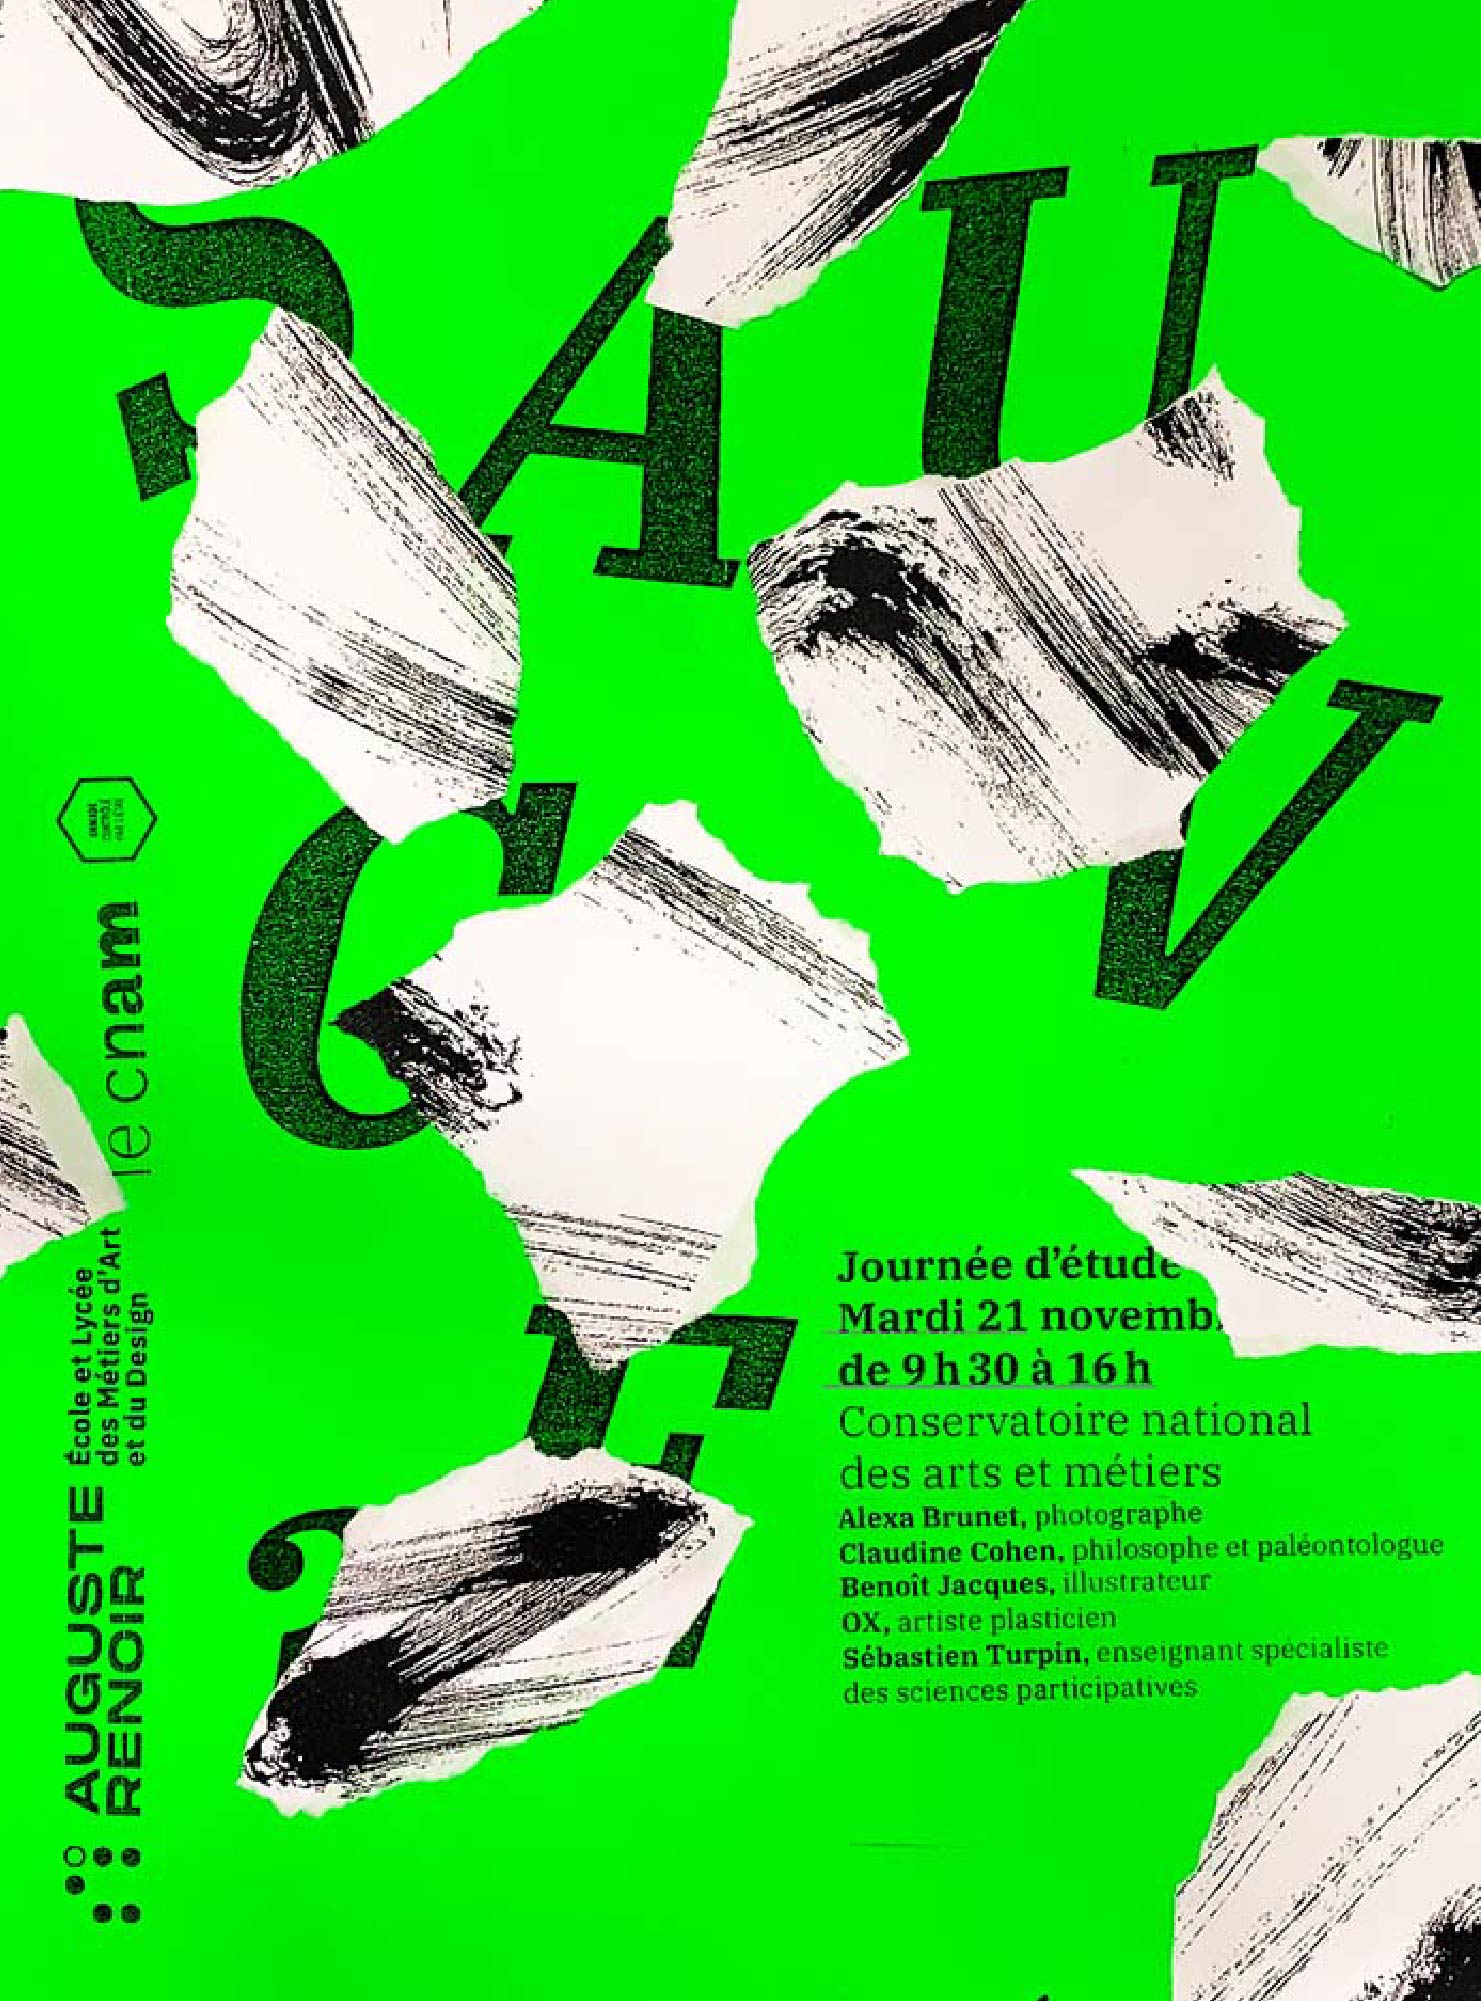 SAU
V
G
E
?
le cnam
AUGUSTE
RENOIR
École et Lycée
des Métiers d'Art
et du Design
Journée d'étude
Mardi 21 novemb
de 9 h 30 à 16 h
Conservatoire national
des arts et métiers
Alexa Brunet, photographe
Claudine Cohen, philosophe et paléontologue
Benoît Jacques, illustrateur
OX, artiste plasticien
Sébastien Turpin, enseignant spécialiste
des sciences participatives